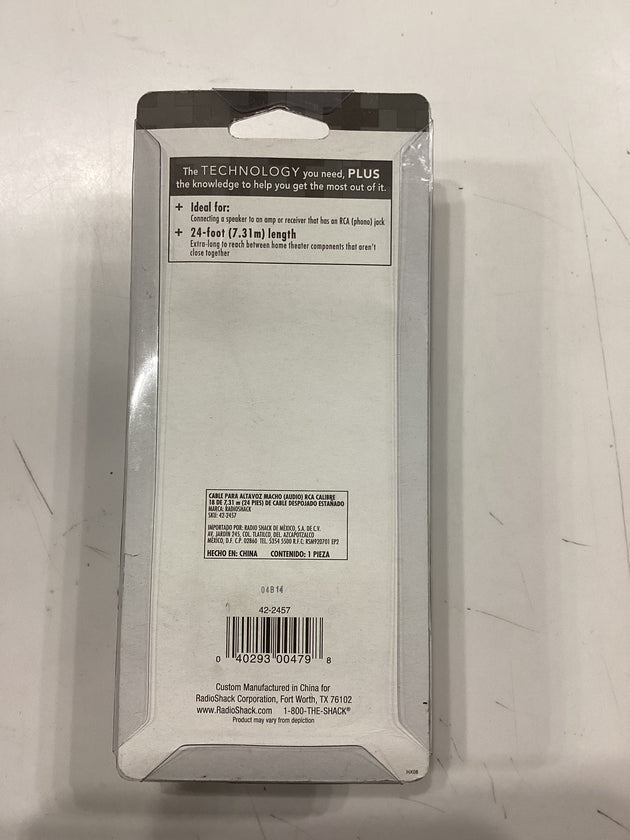 The TECHNOLOGY you need, PLUS
the knowledge to help you get the most out of it.
+ Ideal for:
Connecting a speaker to an amp or receiver that has an RCA (phono) jack
+ 24-foot (7.31m) length
Extra-long to reach between home theater components that aren't
close together
CABLE PARA ALTAVOZ MACHO (AUDIO) RCA CALIBRE
18 DE 7,31 m (24 PIES) DE CABLE DESPOJADO ESTAÑADO
MARCA: RADIOSHACK
SKU: 42-2457
IMPORTADO POR: RADIO SHACK DE MÉXICO, S.A. DE C.V.
AV. JARDÍN 245, COL. TLATILCO, DEL. AZCAPOTZALCO
MÉXICO, D.F. C.P. 02860 TEL. 5354 5500 R.F.C: RSM920701 EP2
HECHO EN: CHINA CONTENIDO: 1 PIEZA
04B14
42-2457
0 40293 00479 8
Custom Manufactured in China for
RadioShack Corporation, Fort Worth, TX 76102
www.RadioShack.com 1-800-THE-SHACK®
Product may vary from depiction
HK08